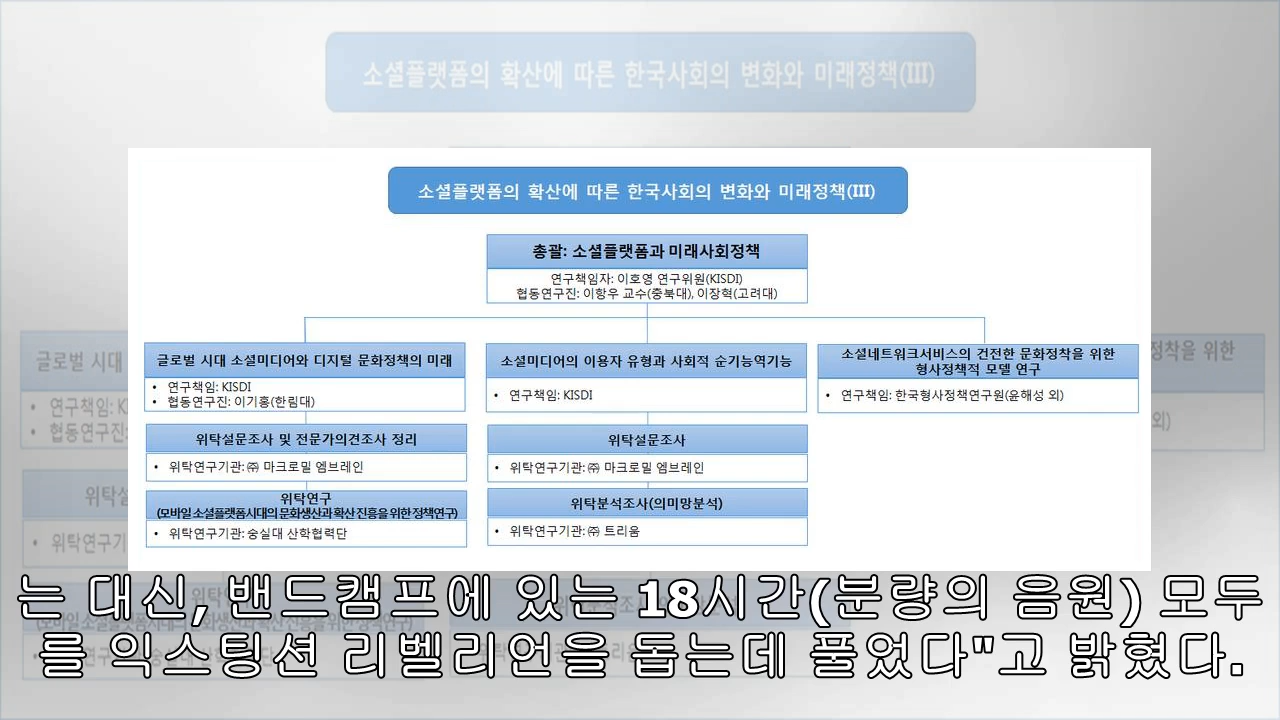 소셜플랫폼의 확산에 따른 한국사회의 변화와 미래정책(III)
소셜플랫폼의 확산에 따른 한국사회의 변화와 미래정책(III)
총괄: 소셜플랫폼과 미래사회정책
연구책임자: 이호영 연구위원(KISDI)
협동연구진: 이항우 교수(충북대), 이장혁(고려대)
글로벌 시대 소셜미디어와 디지털 문화정책의 미래
• 연구책임: KISDI
• 협동연구진: 이기홍(한림대)
위탁설문조사 및 전문가의견조사 정리
• 위탁연구기관: ㈜ 마크로밀 엠브레인
위탁연구
(모바일 소셜플랫폼시대의 문화생산과 확산 진흥을 위한 정책연구)
• 위탁연구기관: 숭실대 산학협력단
소셜미디어의 이용자 유형과 사회적 순기능역기능
• 연구책임: KISDI
위탁설문조사
• 위탁연구기관: ㈜ 마크로밀 엠브레인
위탁분석조사(의미망분석)
• 위탁연구기관: ㈜ 트리움
소셜네트워크서비스의 건전한 문화정착을 위한
형사정책적 모델 연구
• 연구책임: 한국형사정책연구원(윤해성 외)
는 대신, 밴드캠프에 있는 18시간(분량의 음원) 모두
를 익스팅션 리벨리언을 돕는데 풀었다"고 밝혔다.